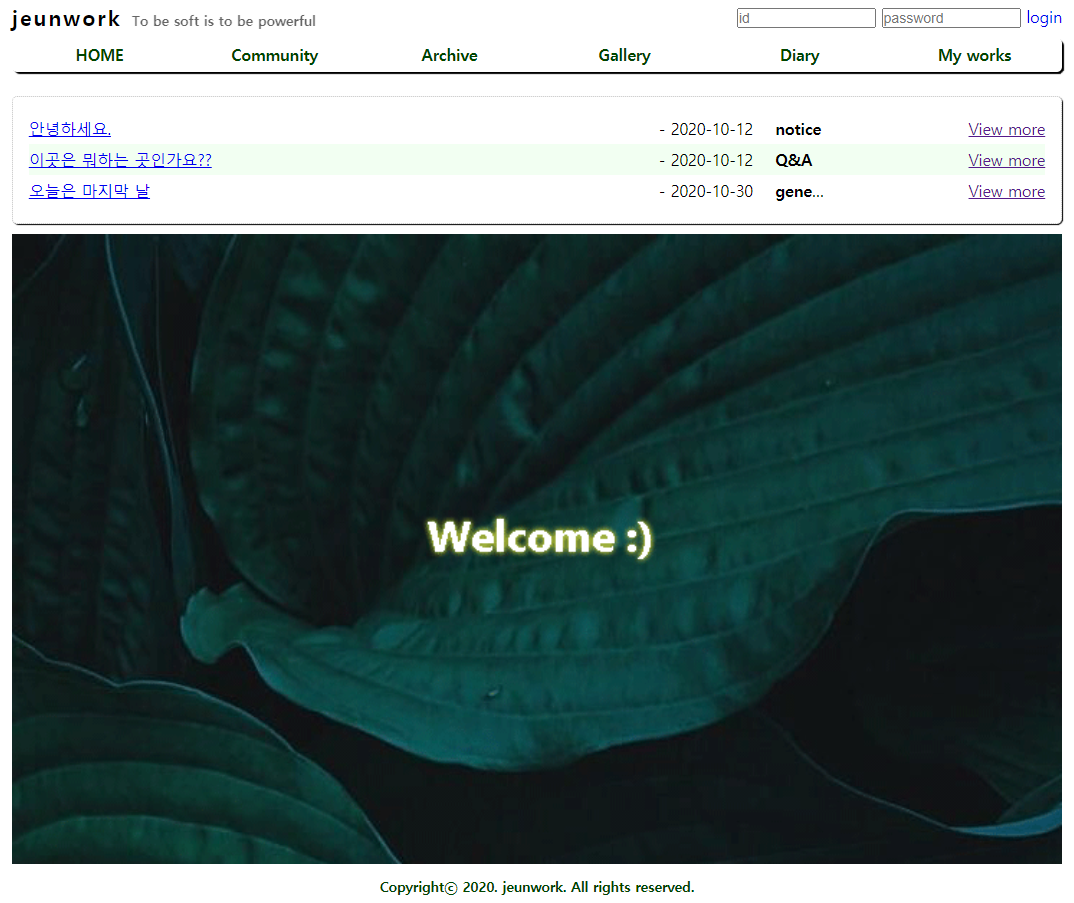 jeunwork To be soft is to be powerful id password login
HOME Community Archive Gallery Diary My works
안녕하세요. - 2020-10-12 notice View more
이곳은 뭐하는 곳인가요?? - 2020-10-12 Q&A View more
오늘은 마지막 날 - 2020-10-30 gene... View more
Welcome :)
Copyright© 2020. jeunwork. All rights reserved.